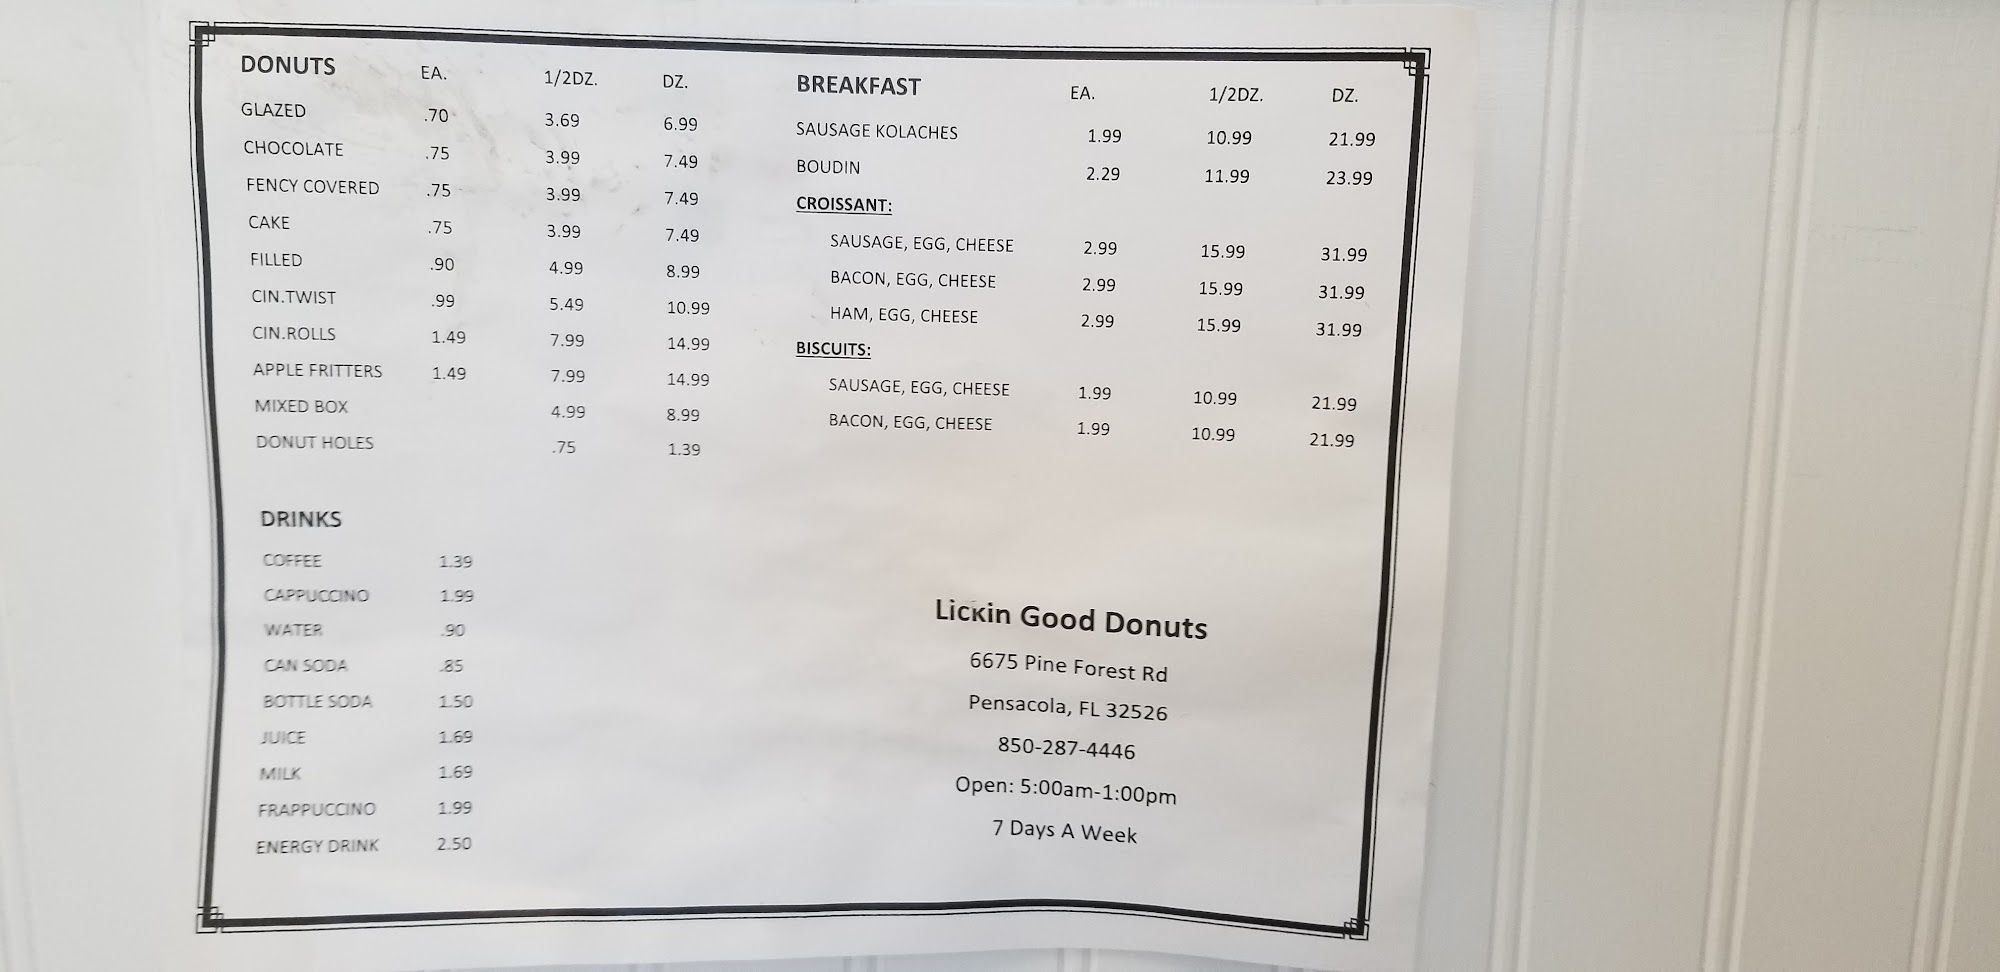 DONUTS EA. 1/2DZ. DZ.
GLAZED .70 3.69 6.99
CHOCOLATE .75 3.99 7.49
FENCY COVERED .75 3.99 7.49
CAKE .75 3.99 7.49
FILLED .90 4.99 8.99
CIN.TWIST .99 5.49 10.99
CIN.ROLLS 1.49 7.99 14.99
APPLE FRITTERS 1.49 7.99 14.99
MIXED BOX 4.99 8.99
DONUT HOLES .75 1.39
DRINKS
COFFEE 1.39
CAPPUCCINO 1.99
WATER .90
CAN SODA .85
BOTTLE SODA 1.50
JUICE 1.69
MILK 1.69
FRAPPUCCINO 1.99
ENERGY DRINK 2.50
BREAKFAST EA. 1/2DZ. DZ.
SAUSAGE KOLACHES 1.99 10.99 21.99
BOUDIN 2.29 11.99 23.99
CROISSANT:
SAUSAGE, EGG, CHEESE 2.99 15.99 31.99
BACON, EGG, CHEESE 2.99 15.99 31.99
HAM, EGG, CHEESE 2.99 15.99 31.99
BISCUITS:
SAUSAGE, EGG, CHEESE 1.99 10.99 21.99
BACON, EGG, CHEESE 1.99 10.99 21.99
Lickin Good Donuts
6675 Pine Forest Rd
Pensacola, FL 32526
850-287-4446
Open: 5:00am-1:00pm
7 Days A Week